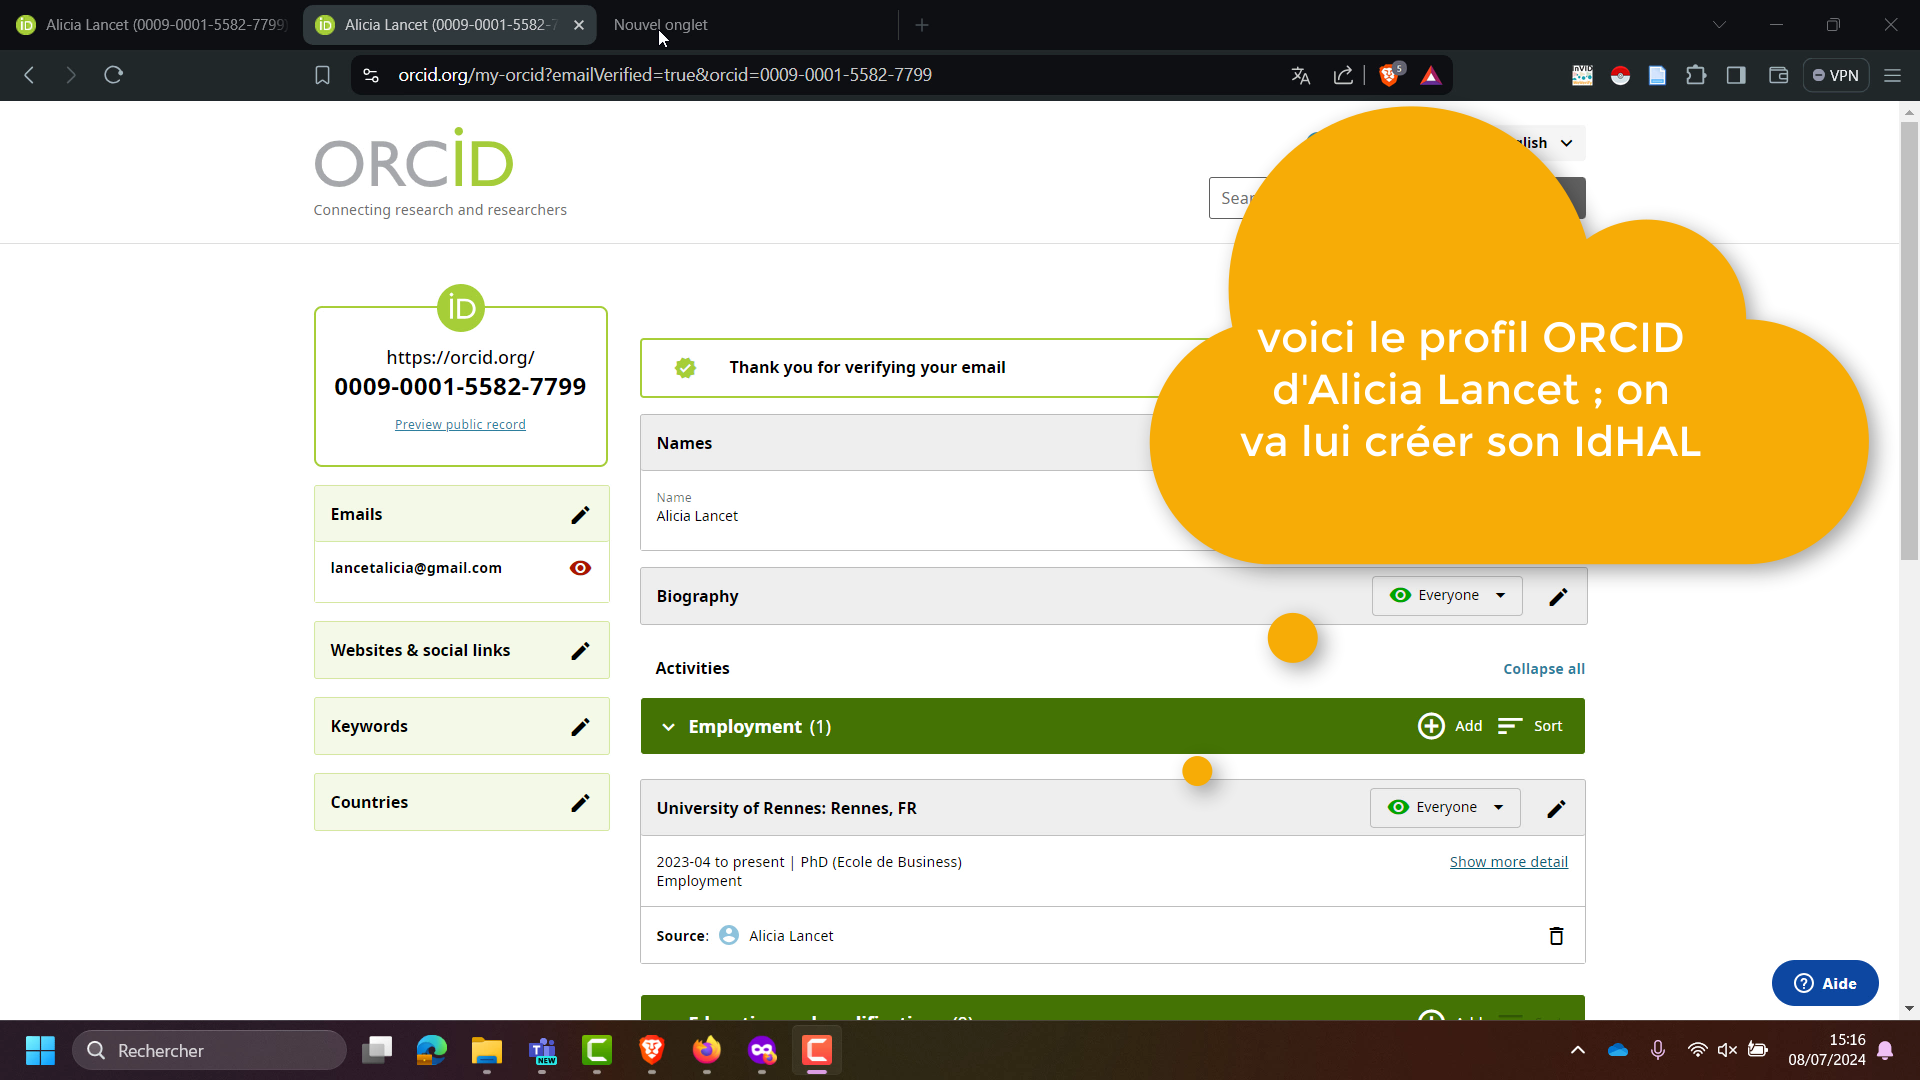 Alicia Lancet (0009-0001-5582-7799)
Alicia Lancet (0009-0001-5582-7
Nouvel onglet
orcid.org/my-orcid?emailVerified=true&orcid=0009-0001-5582-7799
5
InVID
VPN
ORCID
Connecting research and researchers
glish
Sear
voici le profil ORCID
d'Alicia Lancet ; on
va lui créer son IdHAL
iD
https://orcid.org/
0009-0001-5582-7799
Preview public record
Emails
lancetalicia@gmail.com
Websites & social links
Keywords
Countries
Thank you for verifying your email
Names
Name
Alicia Lancet
Biography
Everyone
Activities
Collapse all
Employment (1)
Add
Sort
University of Rennes: Rennes, FR
Everyone
2023-04 to present | PhD (Ecole de Business)
Show more detail
Employment
Source: Alicia Lancet
Aide
Rechercher
NEW
15:16
08/07/2024